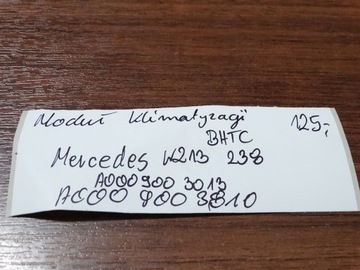 Moduł Klimatyzacji 125,-
BHTC
Mercedes W213 238
A000 900 3013
A000 900 3810